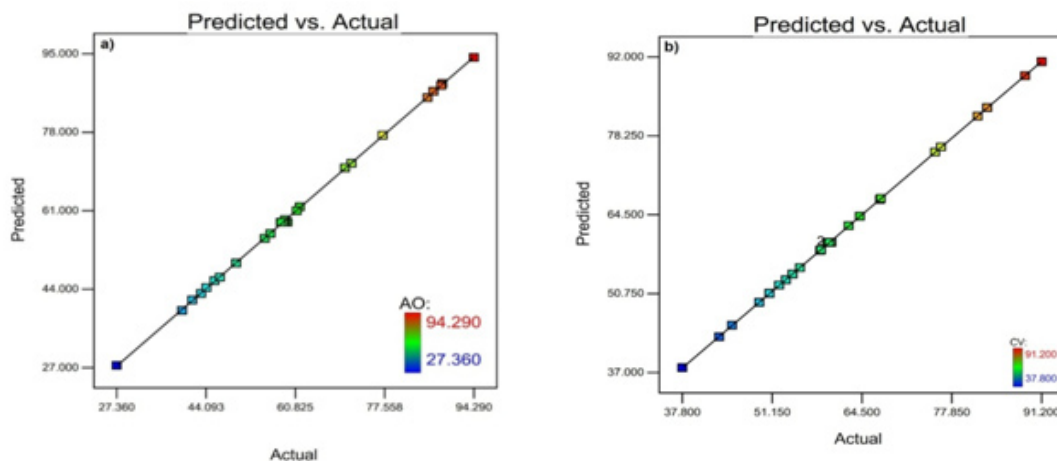 Predicted vs. Actual
a)
95.000
78.000
61.000
44.000
27.000
Predicted
AO:
94.290
27.360
27.360
44.093
60.825
77.558
94.290
Actual
Predicted vs. Actual
b)
92.000
78.250
64.500
50.750
37.000
Predicted
2
CV:
91.200
37.800
37.800
51.150
64.500
77.850
91.200
Actual